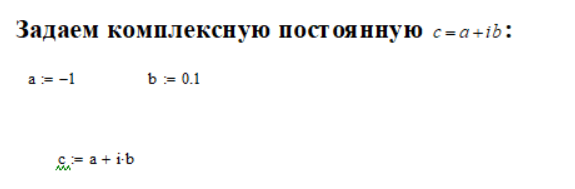 Задаем комплексную постоянную c=a+ib:
a := −1 b := 0.1
c := a + i·b